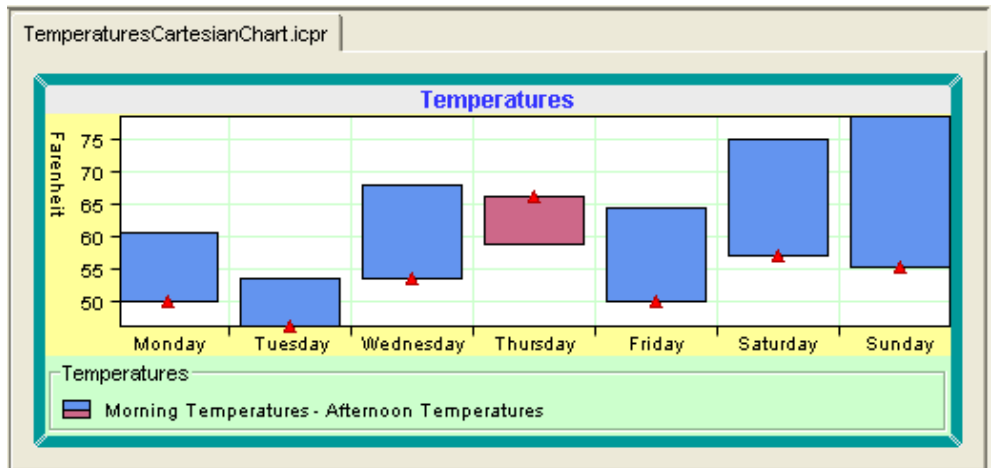 TemperaturesCartesianChart.icpr
Temperatures
Farenheit
75
70
65
60
55
50
Monday Tuesday Wednesday Thursday Friday Saturday Sunday
Temperatures
Morning Temperatures - Afternoon Temperatures